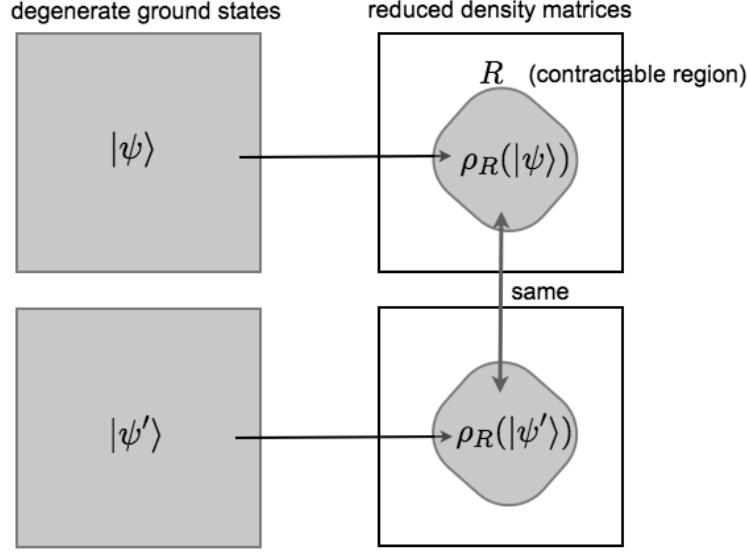 degenerate ground states
reduced density matrices
R (contractable region)
|ψ⟩
ρ_R(|ψ⟩)
same
|ψ′⟩
ρ_R(|ψ′⟩)